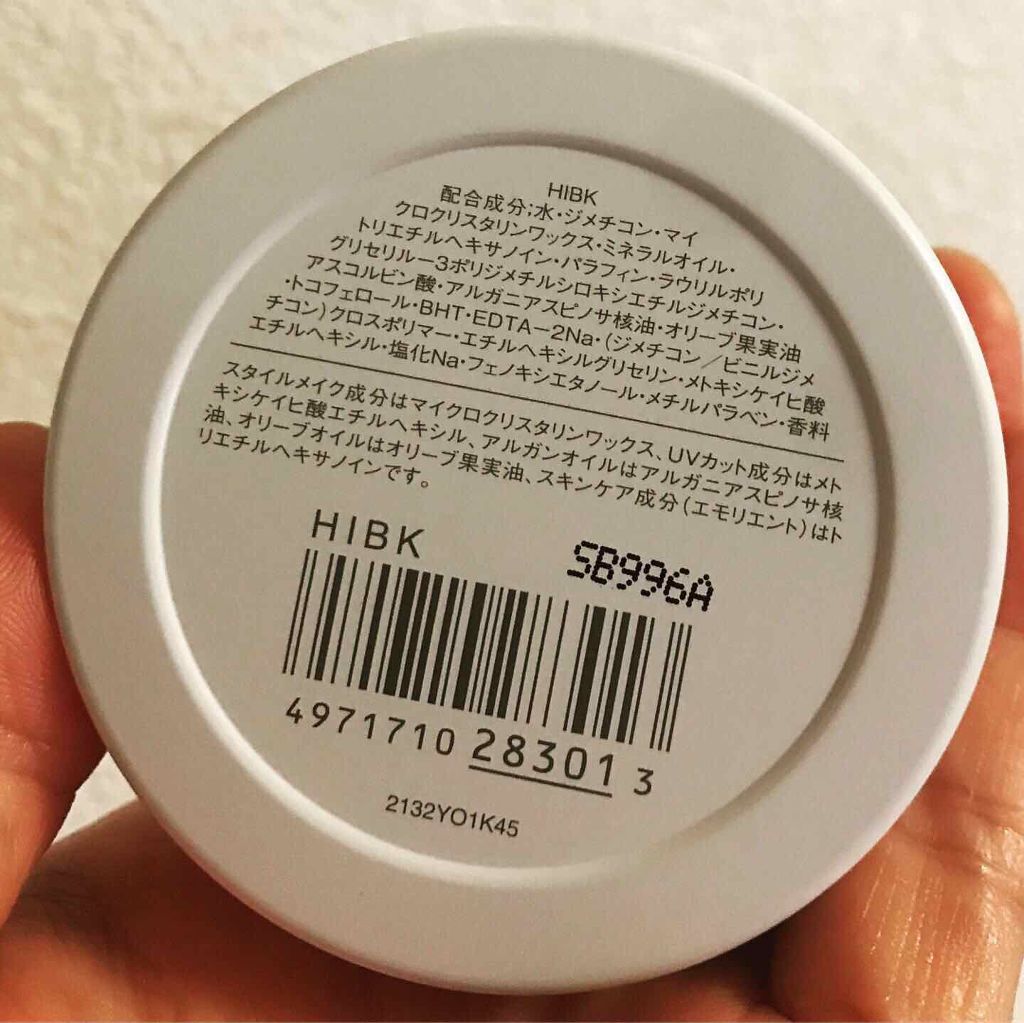 HIBK
配合成分;水・ジメチコン・マイ
クロクリスタリンワックス・ミネラルオイル・
トリエチルヘキサノイン・パラフィン・ラウリルポリ
グリセリル－3ポリジメチルシロキシエチルジメチコン・
アスコルビン酸・アルガニアスピノサ核油・オリーブ果実油
・トコフェロール・BHT・EDTA－2Na・(ジメチコン／ビニルジメ
チコン)クロスポリマー・エチルヘキシルグリセリン・メトキシケイヒ酸
エチルヘキシル・塩化Na・フェノキシエタノール・メチルパラベン・香料
スタイルメイク成分はマイクロクリスタリンワックス、UVカット成分はメト
キシケイヒ酸エチルヘキシル、アルガンオイルはアルガニアスピノサ核
油、オリーブオイルはオリーブ果実油、スキンケア成分(エモリエント)はト
リエチルヘキサノインです。
HIBK
SB996A
4971710 28301 3
2132YO1K45